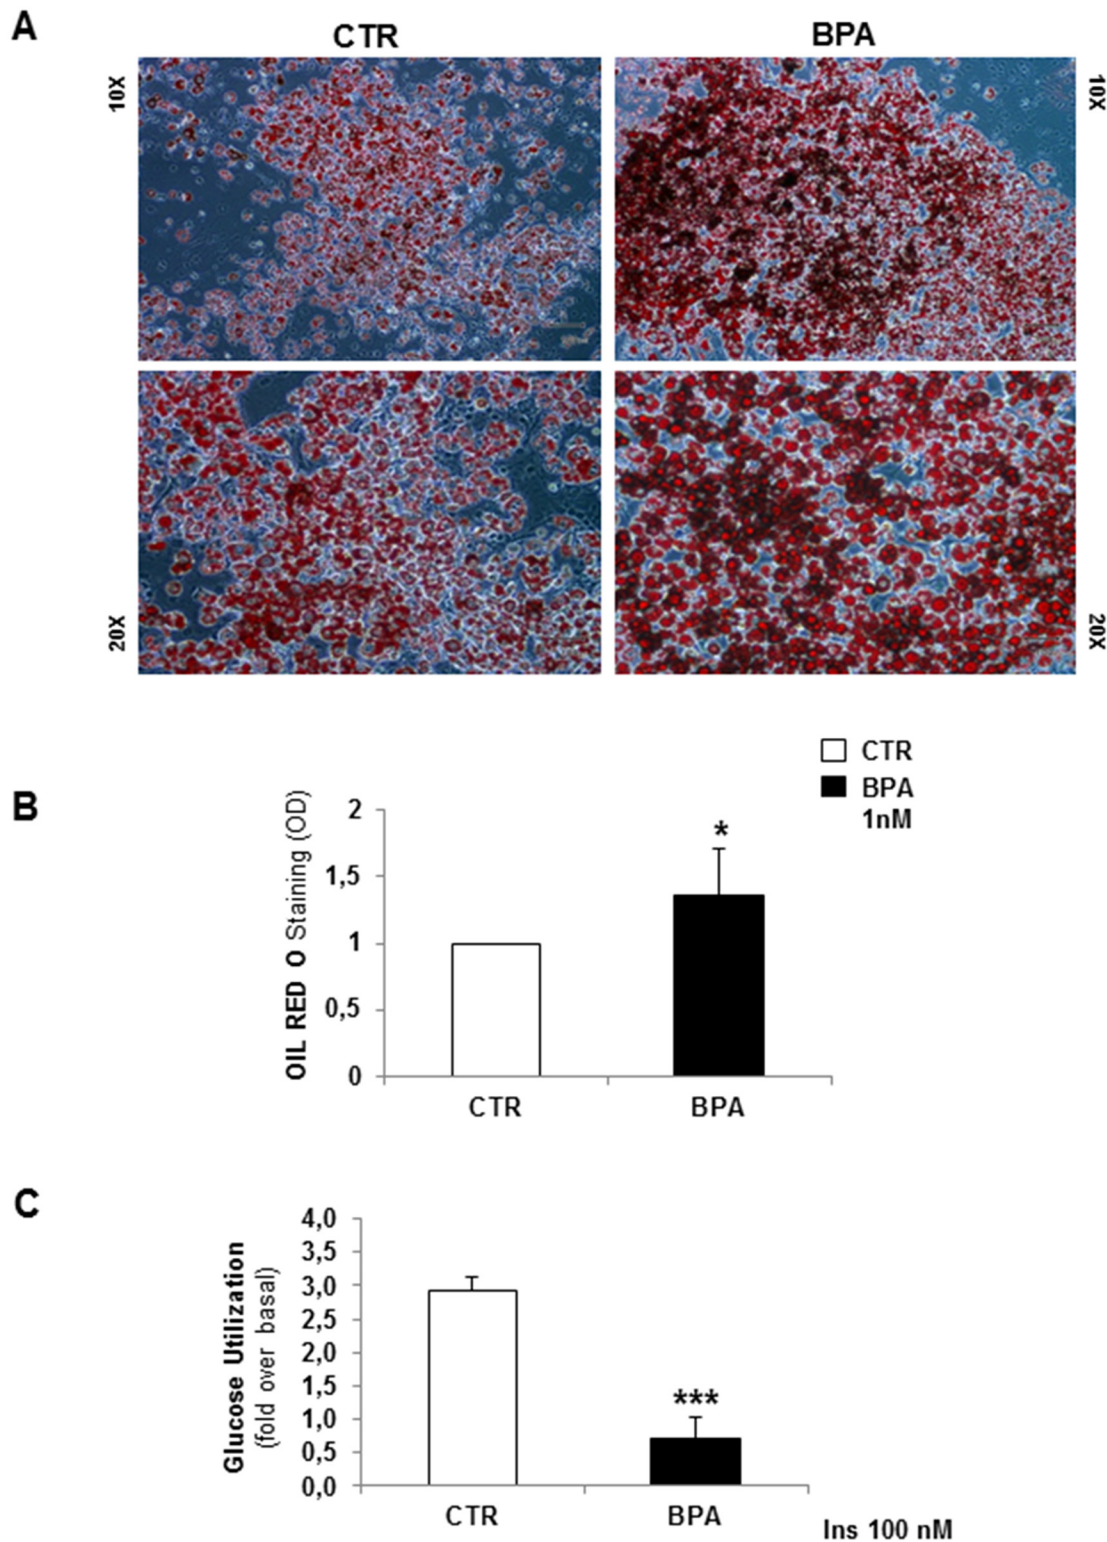 A
CTR
BPA
10X
10X
20X
20X
CTR
BPA
1nM
B
OIL RED O Staining (OD)
2
1,5
1
0,5
0
*
CTR
BPA
C
Glucose Utilization
(fold over basal)
4,0
3,5
3,0
2,5
2,0
1,5
1,0
0,5
0,0
***
CTR
BPA
Ins 100 nM